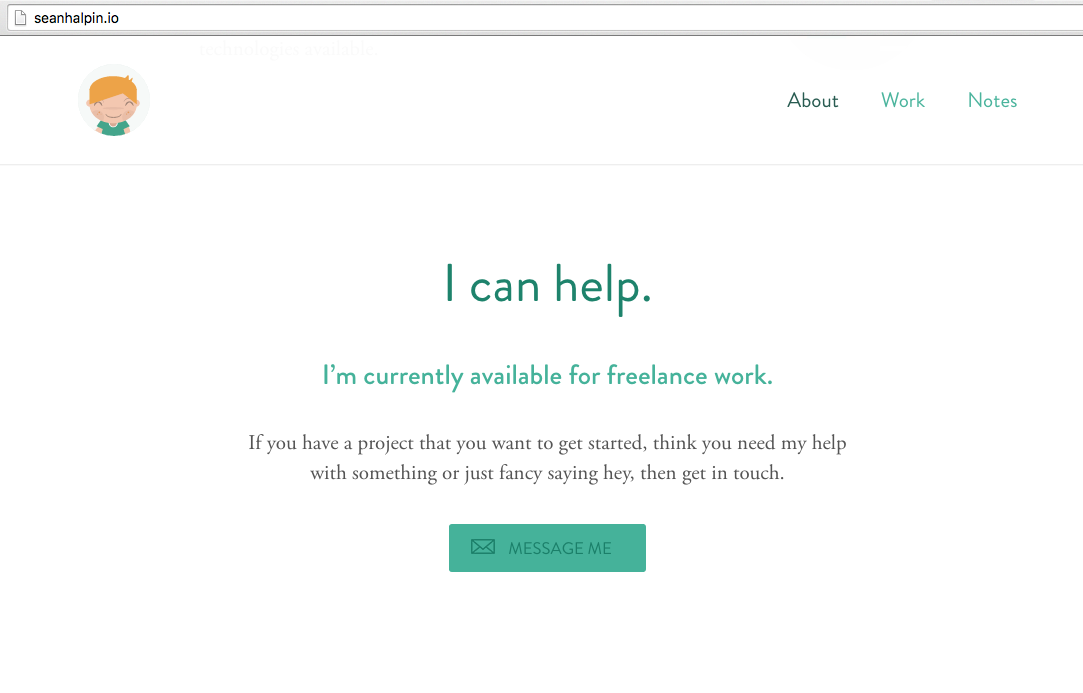 seanhalpin.io
technologies available.
About Work Notes
I can help.
I’m currently available for freelance work.
If you have a project that you want to get started, think you need my help
with something or just fancy saying hey, then get in touch.
MESSAGE ME